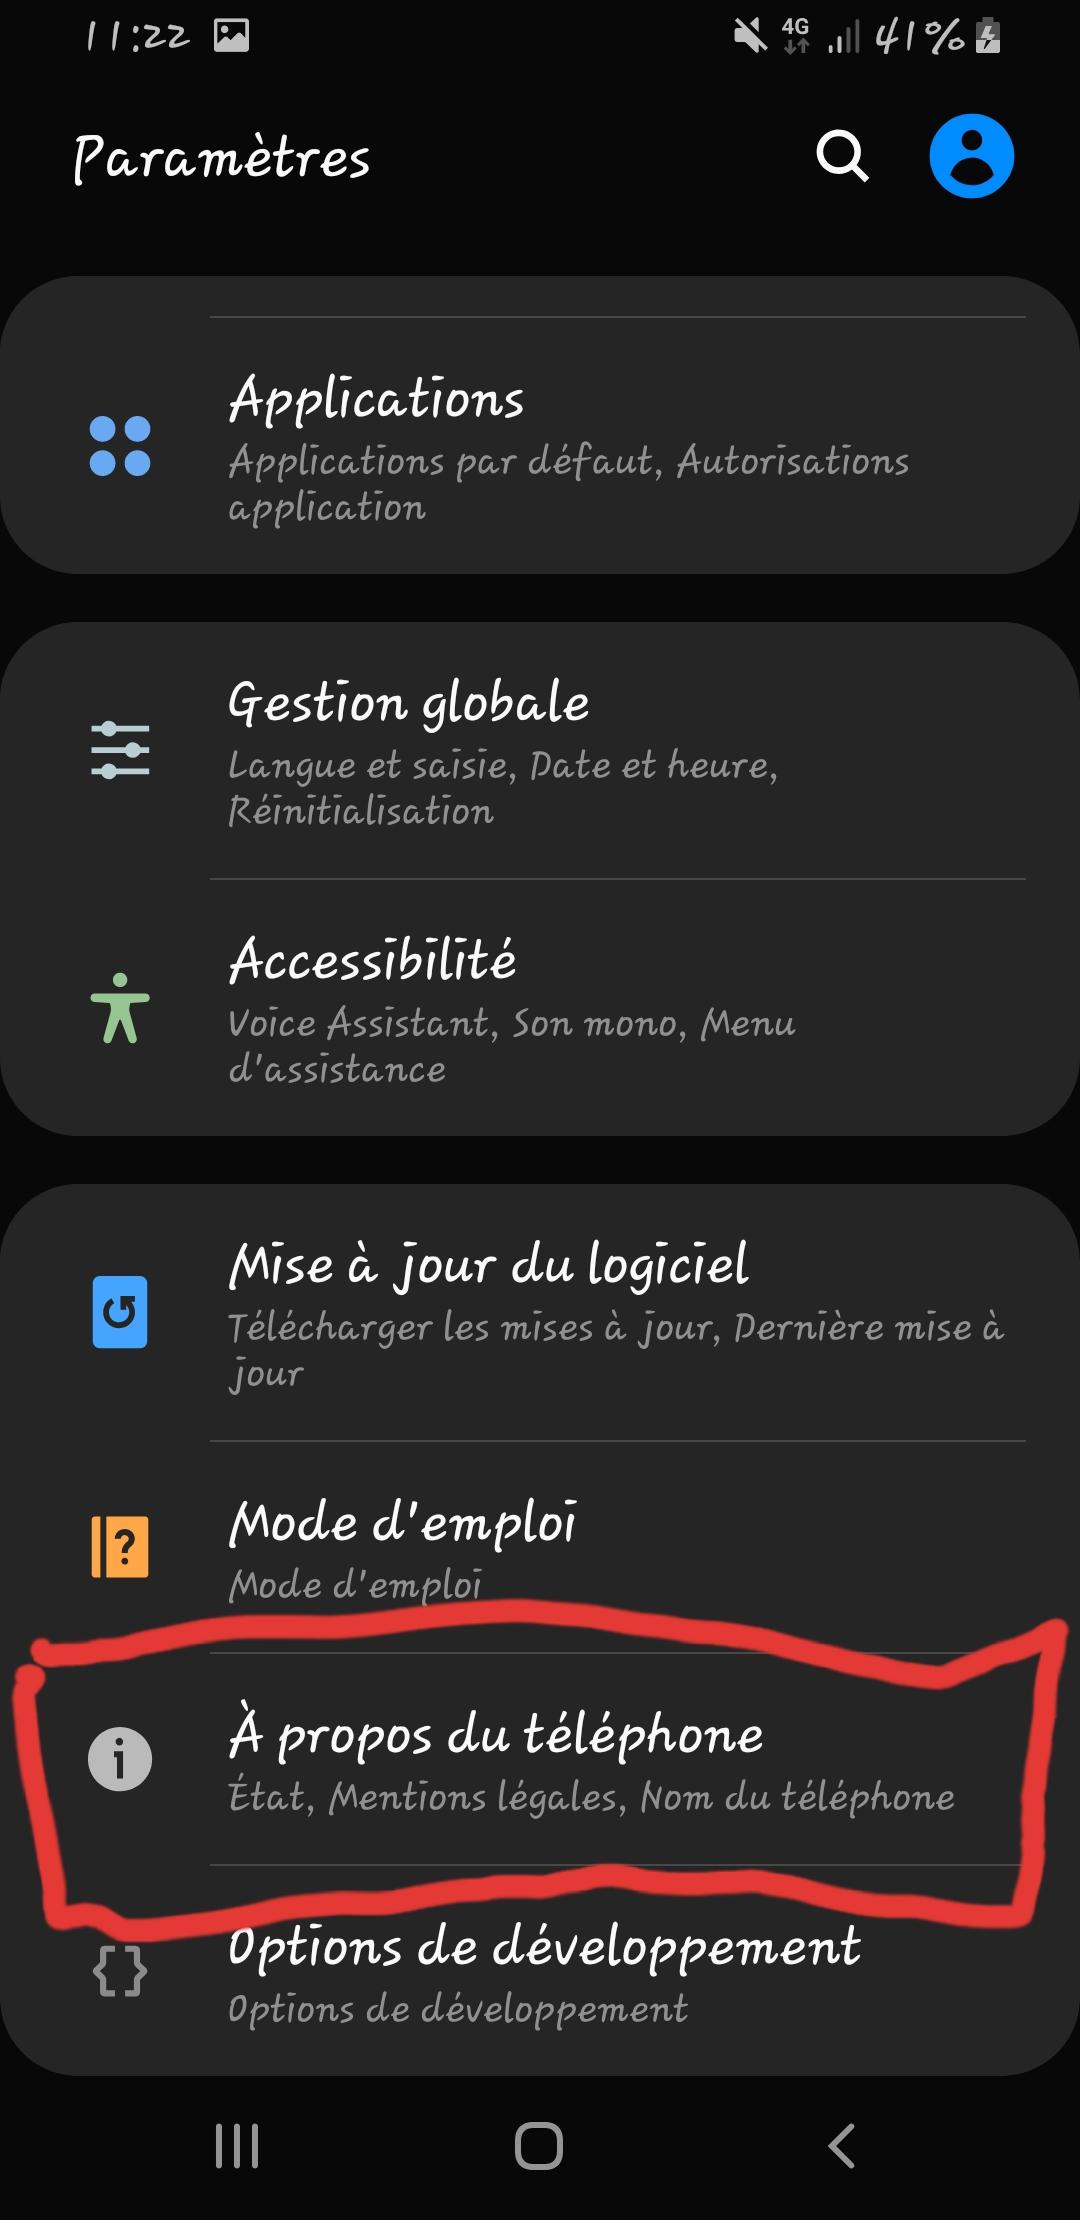 11:22 4G 41%
Paramètres
Applications
Applications par défaut, Autorisations
application
Gestion globale
Langue et saisie, Date et heure,
Réinitialisation
Accessibilité
Voice Assistant, Son mono, Menu
d'assistance
Mise à jour du logiciel
Télécharger les mises à jour, Dernière mise à
jour
Mode d'emploi
Mode d'emploi
À propos du téléphone
État, Mentions légales, Nom du téléphone
Options de développement
Options de développement